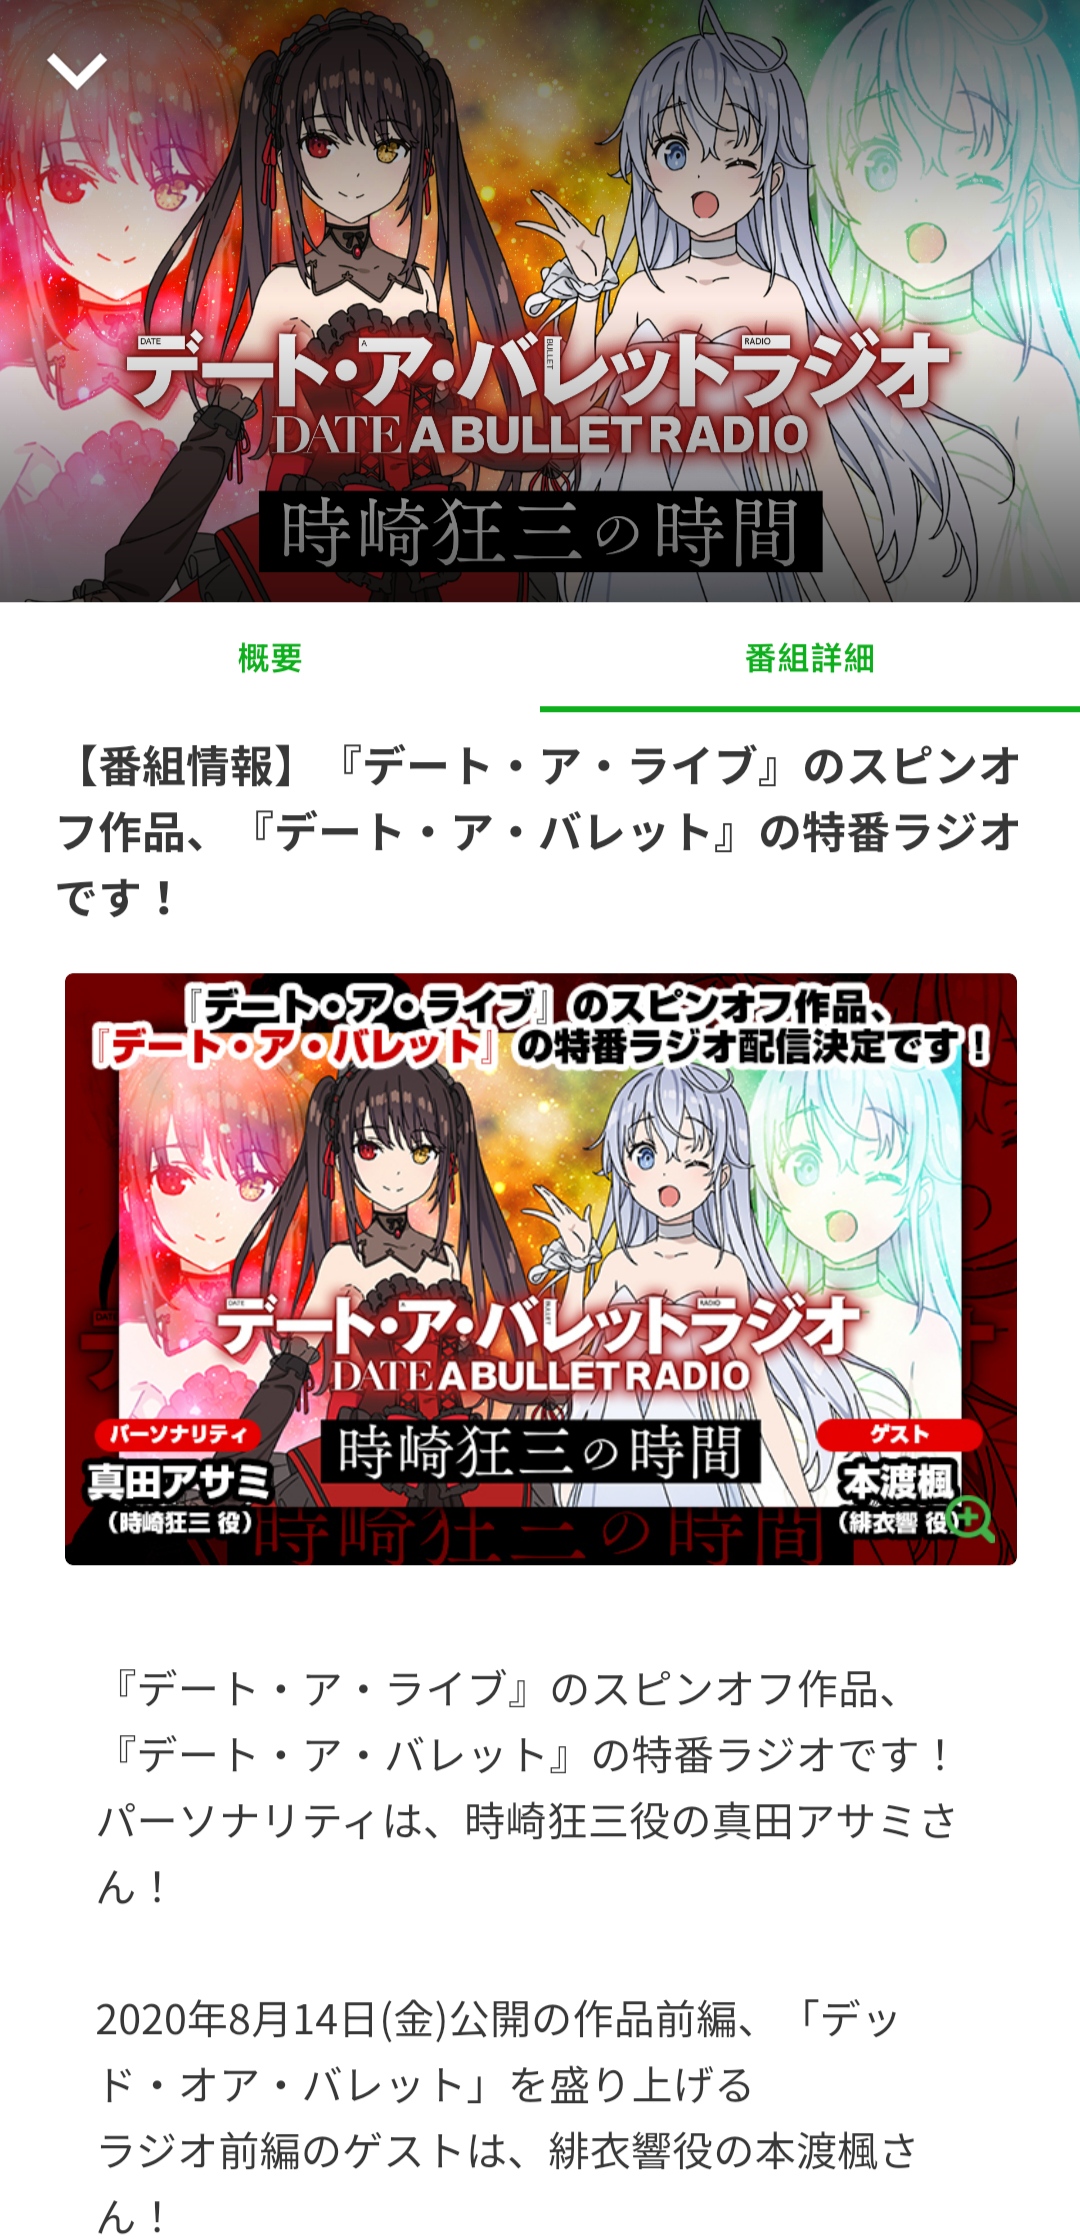 DATE
A
BULLET
RADIO
デート・ア・バレットラジオ
DATE A BULLET RADIO
時崎狂三の時間
概要
番組詳細
【番組情報】『デート・ア・ライブ』のスピンオ
フ作品、『デート・ア・バレット』の特番ラジオ
です！
『デート・ア・ライブ』のスピンオフ作品、
『デート・ア・バレット』の特番ラジオ配信決定です！
DATE
A
BULLET
RADIO
デート・ア・バレットラジオ
DATE A BULLET RADIO
時崎狂三の時間
パーソナリティ
真田アサミ
（時崎狂三 役）
ゲスト
本渡楓
（緋衣響 役）
時崎狂三の時間
『デート・ア・ライブ』のスピンオフ作品、
『デート・ア・バレット』の特番ラジオです！
パーソナリティは、時崎狂三役の真田アサミさ
ん！
2020年8月14日(金)公開の作品前編、「デッ
ド・オア・バレット」を盛り上げる
ラジオ前編のゲストは、緋衣響役の本渡楓さ
ん！